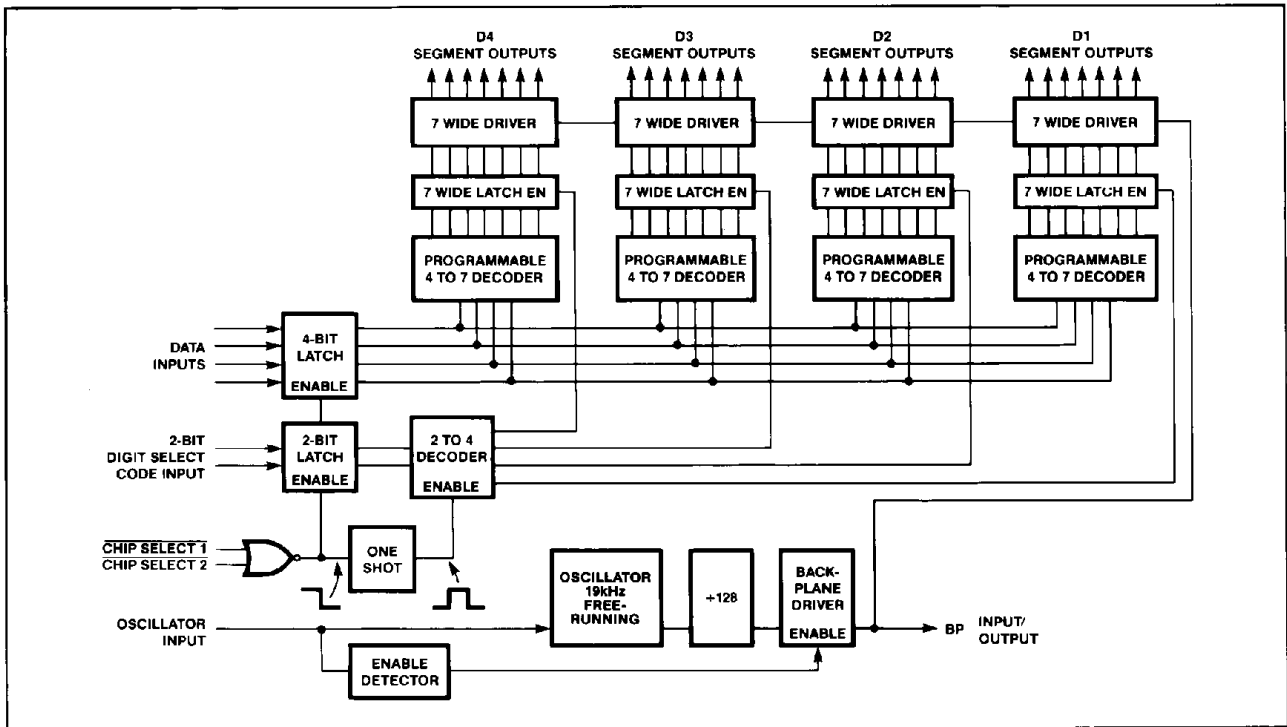 D4
SEGMENT OUTPUTS
D3
SEGMENT OUTPUTS
D2
SEGMENT OUTPUTS
D1
SEGMENT OUTPUTS
7 WIDE DRIVER
7 WIDE DRIVER
7 WIDE DRIVER
7 WIDE DRIVER
7 WIDE LATCH EN
7 WIDE LATCH EN
7 WIDE LATCH EN
7 WIDE LATCH EN
PROGRAMMABLE
4 TO 7 DECODER
PROGRAMMABLE
4 TO 7 DECODER
PROGRAMMABLE
4 TO 7 DECODER
PROGRAMMABLE
4 TO 7 DECODER
DATA
INPUTS
4-BIT
LATCH
ENABLE
2-BIT
DIGIT SELECT
CODE INPUT
2-BIT
LATCH
ENABLE
2 TO 4
DECODER
ENABLE
CHIP SELECT 1
CHIP SELECT 2
ONE
SHOT
OSCILLATOR
INPUT
ENABLE
DETECTOR
OSCILLATOR
19kHz
FREE-
RUNNING
÷128
BACK-
PLANE
DRIVER
ENABLE
BP
INPUT/
OUTPUT